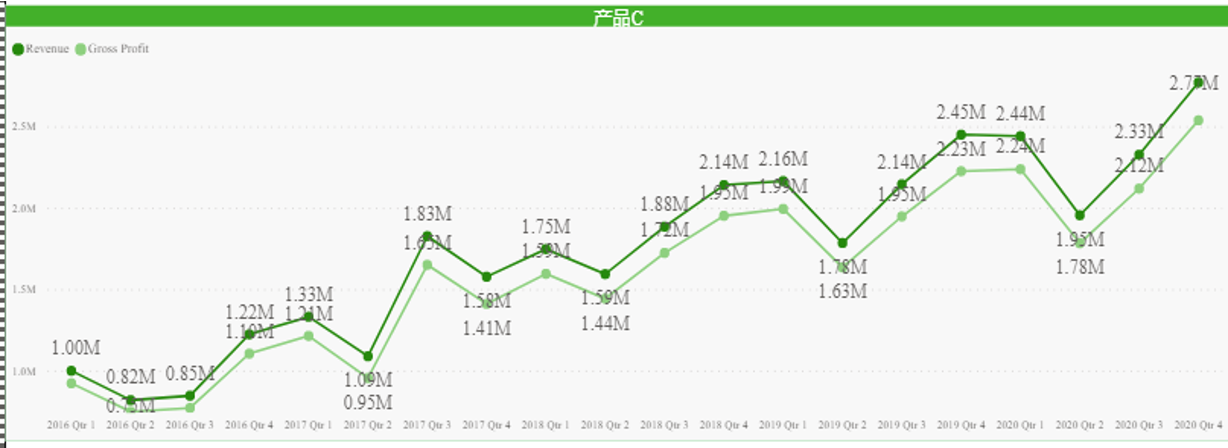 产品C
Revenue Gross Profit
2.77M
2.5M
2.45M 2.44M
2.33M
2.23M 2.24M
2.14M 2.16M 2.14M 2.12M
2.0M
1.95M 1.99M 1.95M
1.83M 1.88M
1.75M 1.72M
1.65M 1.59M
1.95M
1.78M 1.78M
1.63M
1.5M
1.58M 1.59M
1.41M 1.44M
1.33M
1.22M 1.21M
1.0M
1.00M
0.82M 0.85M
1.09M
0.95M
2016 Qtr 1 2016 Qtr 2 2016 Qtr 3 2016 Qtr 4 2017 Qtr 1 2017 Qtr 2 2017 Qtr 3 2017 Qtr 4 2018 Qtr 1 2018 Qtr 2 2018 Qtr 3 2018 Qtr 4 2019 Qtr 1 2019 Qtr 2 2019 Qtr 3 2019 Qtr 4 2020 Qtr 1 2020 Qtr 2 2020 Qtr 3 2020 Qtr 4